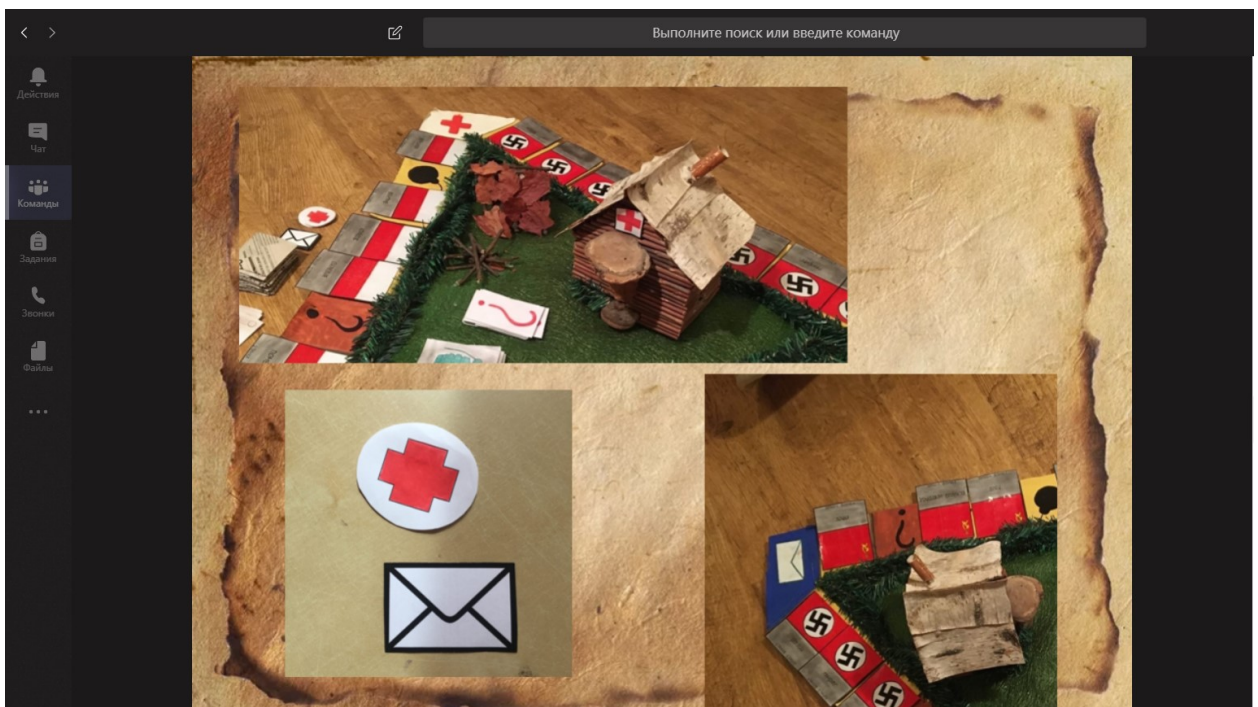 Выполните поиск или введите команду
Действия
Чат
Команды
Задания
Звонки
Файлы